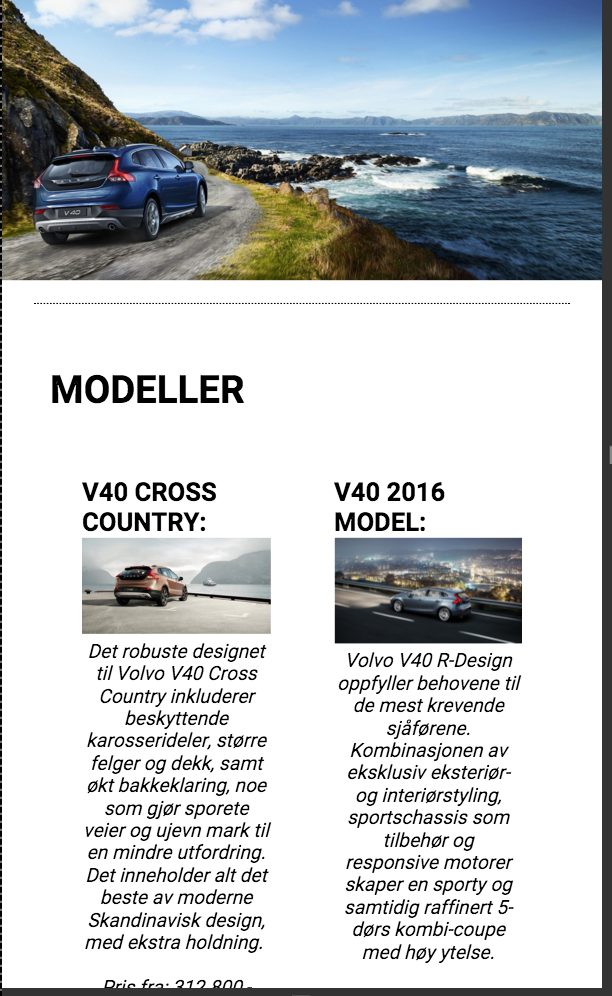 V40
MODELLER
V40 CROSS
COUNTRY:
Det robuste designet
til Volvo V40 Cross
Country inkluderer
beskyttende
karosserideler, større
felger og dekk, samt
økt bakkeklaring, noe
som gjør sporete
veier og ujevn mark til
en mindre utfordring.
Det inneholder alt det
beste av moderne
Skandinavisk design,
med ekstra holdning.
Pris fra: 312.800,-
V40 2016
MODEL:
Volvo V40 R-Design
oppfyller behovene til
de mest krevende
sjåførene.
Kombinasjonen av
eksklusiv eksteriør-
og interiørstyling,
sportschassis som
tilbehør og
responsive motorer
skaper en sporty og
samtidig raffinert 5-
dørs kombi-coupe
med høy ytelse.